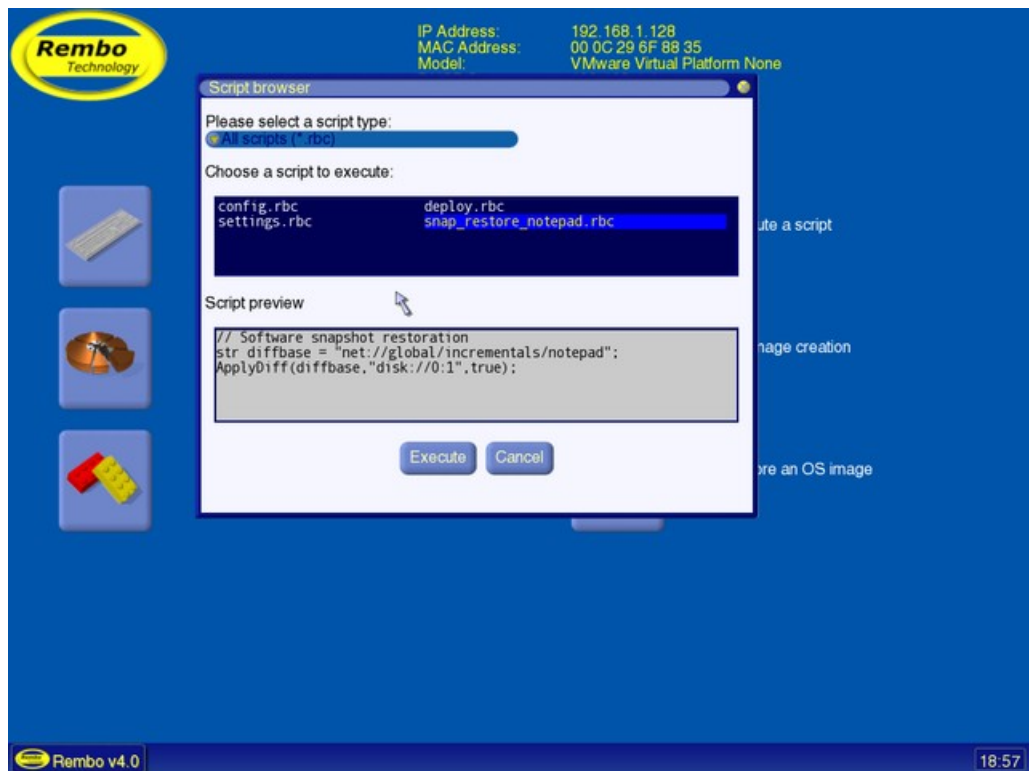 Rembo
Technology
IP Address: 192.168.1.128
MAC Address: 00 0C 29 6F 88 35
Model: VMware Virtual Platform None
Script browser
Please select a script type:
All scripts (*.rbc)
Choose a script to execute:
config.rbc deploy.rbc
settings.rbc snap_restore_notepad.rbc
Script preview
// Software snapshot restoration
str diffbase = "net://global/incrementals/notepad";
ApplyDiff(diffbase,"disk://0:1",true);
Execute Cancel
a script
creation
an OS image
Rembo v4.0
18:57